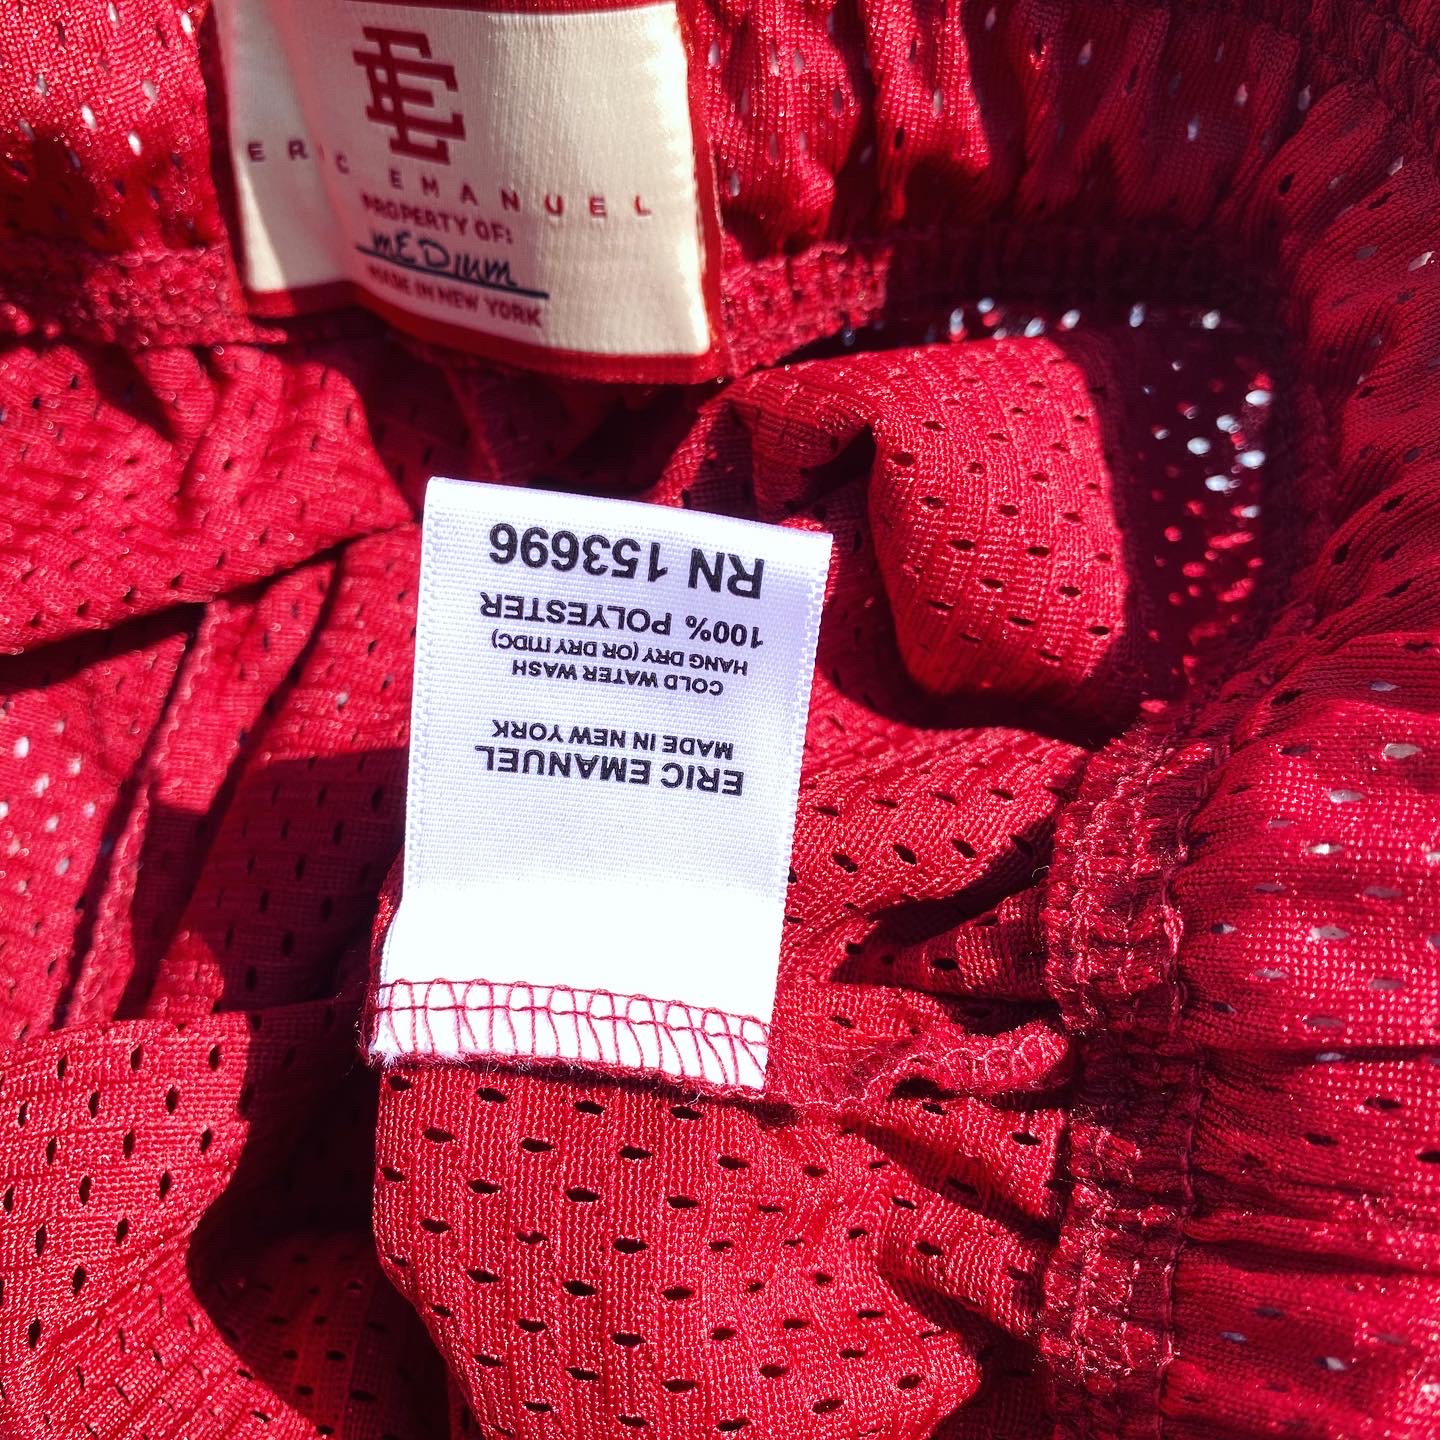 EE
ERIC EMANUEL
PROPERTY OF:
mEDIUM
MADE IN NEW YORK
RN 153696
100% POLYESTER
HANG DRY (OR DRY ITDC)
COLD WATER WASH
MADE IN NEW YORK
ERIC EMANUEL